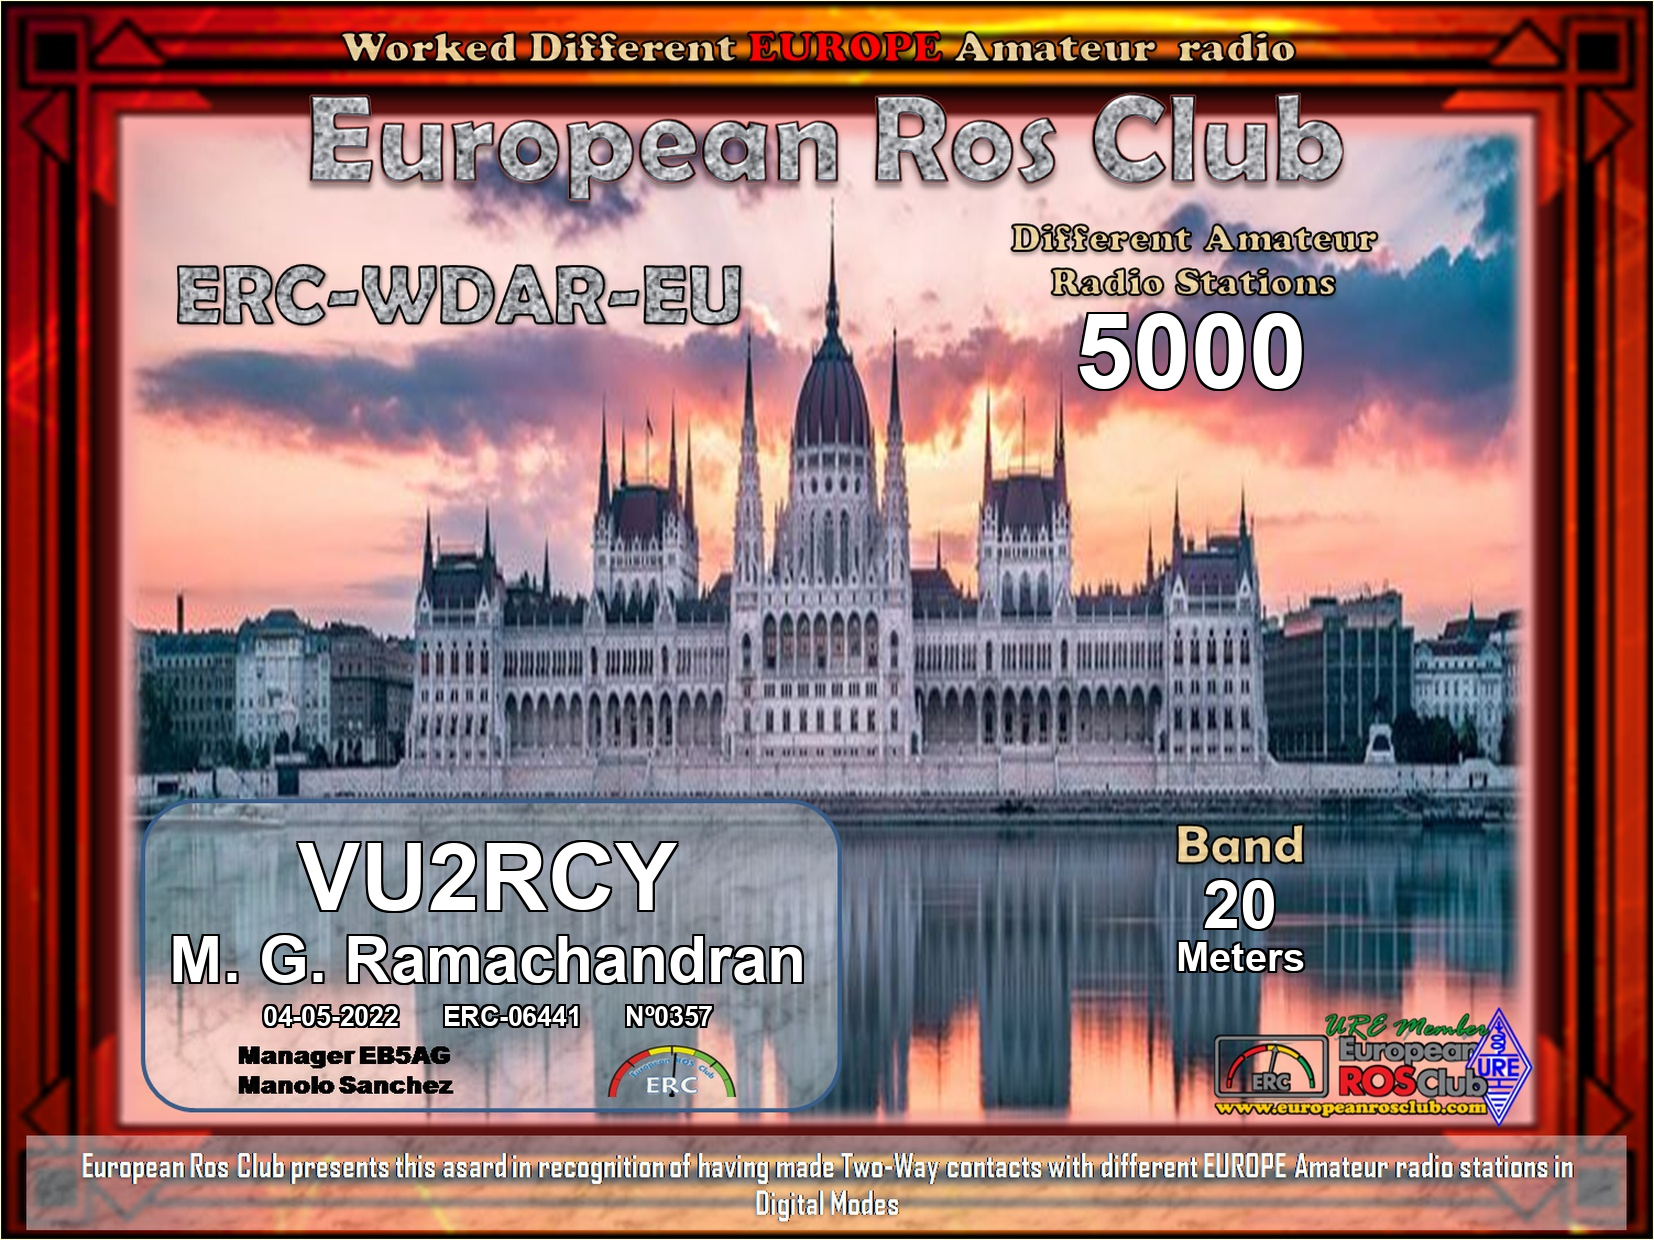 Worked Different EUROPE Amateur radio
European Ros Club
ERC-WDAR-EU
Different Amateur
Radio Stations
5000
VU2RCY
M. G. Ramachandran
04-05-2022 ERC-06441 Nº0357
Manager EB5AG
Manolo Sanchez
European ROS Club
ERC
Band
20
Meters
URE Member
European
ROSClub
ERC
URE
www.europeanrosclub.com
European Ros Club presents this asard in recognition of having made Two-Way contacts with different EUROPE Amateur radio stations in
Digital Modes